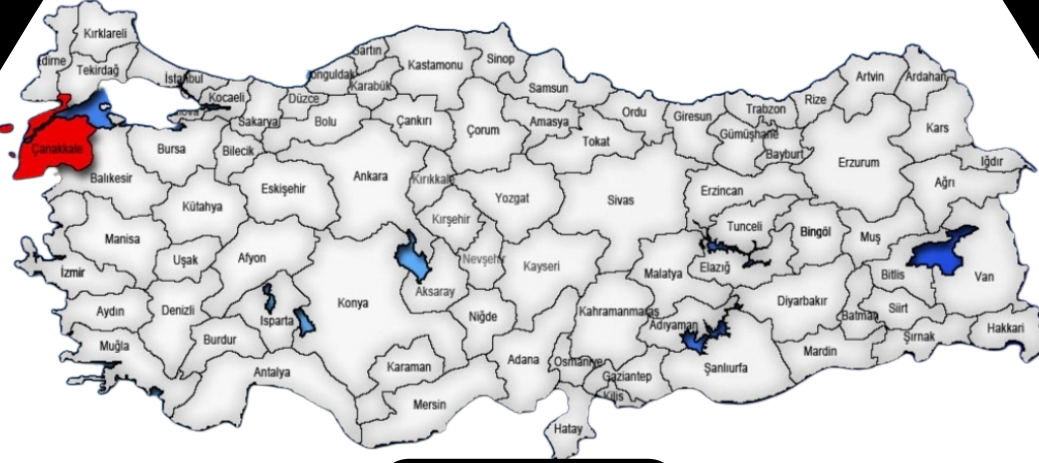 Kırklareli
Tekirdağ
İstanbul
Kocaeli
Sakarya
Düzce
Bolu
Karabük
Kastamonu
Sinop
Samsun
Çankırı
Çorum
Amasya
Tokat
Ordu
Giresun
Trabzon
Gümüşhane
Bayburt
Rize
Artvin
Ardahan
Kars
Iğdır
Ağrı
Erzurum
Erzincan
Çanakkale
Balıkesir
Bursa
Bilecik
Eskişehir
Ankara
Kırıkkale
Yozgat
Sivas
Kütahya
Kırşehir
Nevşehir
Kayseri
Tunceli
Bingöl
Muş
Bitlis
Van
Elazığ
Malatya
Manisa
Uşak
Afyon
İzmir
Aydın
Denizli
Isparta
Burdur
Konya
Aksaray
Niğde
Kahramanmaraş
Adıyaman
Diyarbakır
Batman
Siirt
Şırnak
Hakkari
Mardin
Şanlıurfa
Muğla
Antalya
Karaman
Mersin
Adana
Osmaniye
Gaziantep
Kilis
Hatay